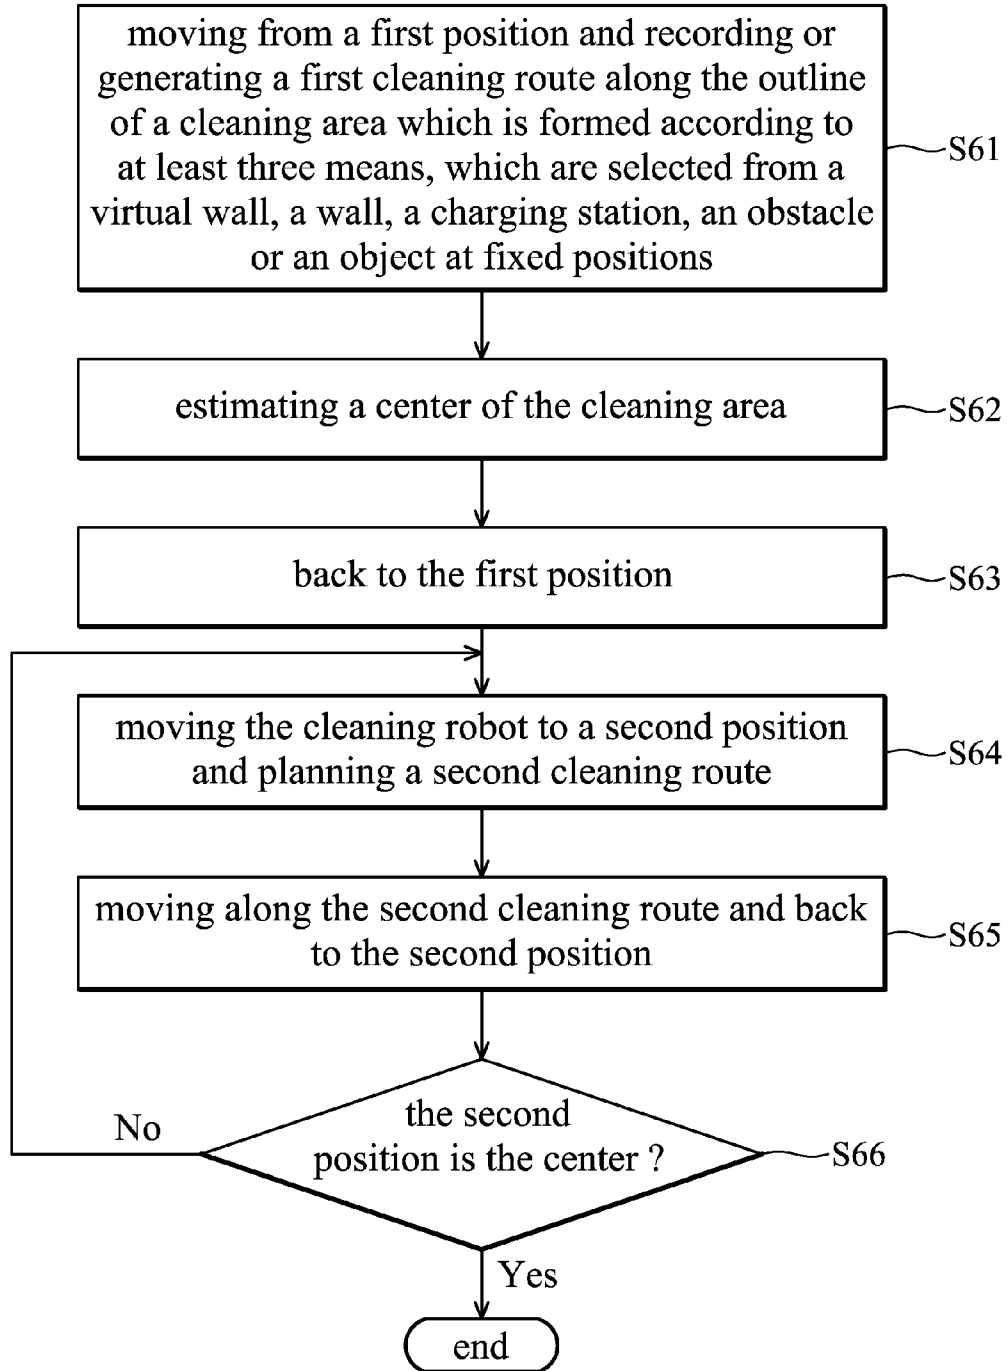 moving from a first position and recording or
generating a first cleaning route along the outline
of a cleaning area which is formed according to
at least three means, which are selected from a
virtual wall, a wall, a charging station, an obstacle
or an object at fixed positions
S61
estimating a center of the cleaning area
S62
back to the first position
S63
moving the cleaning robot to a second position
and planning a second cleaning route
S64
moving along the second cleaning route and back
to the second position
S65
the second
position is the center ?
S66
No
Yes
end